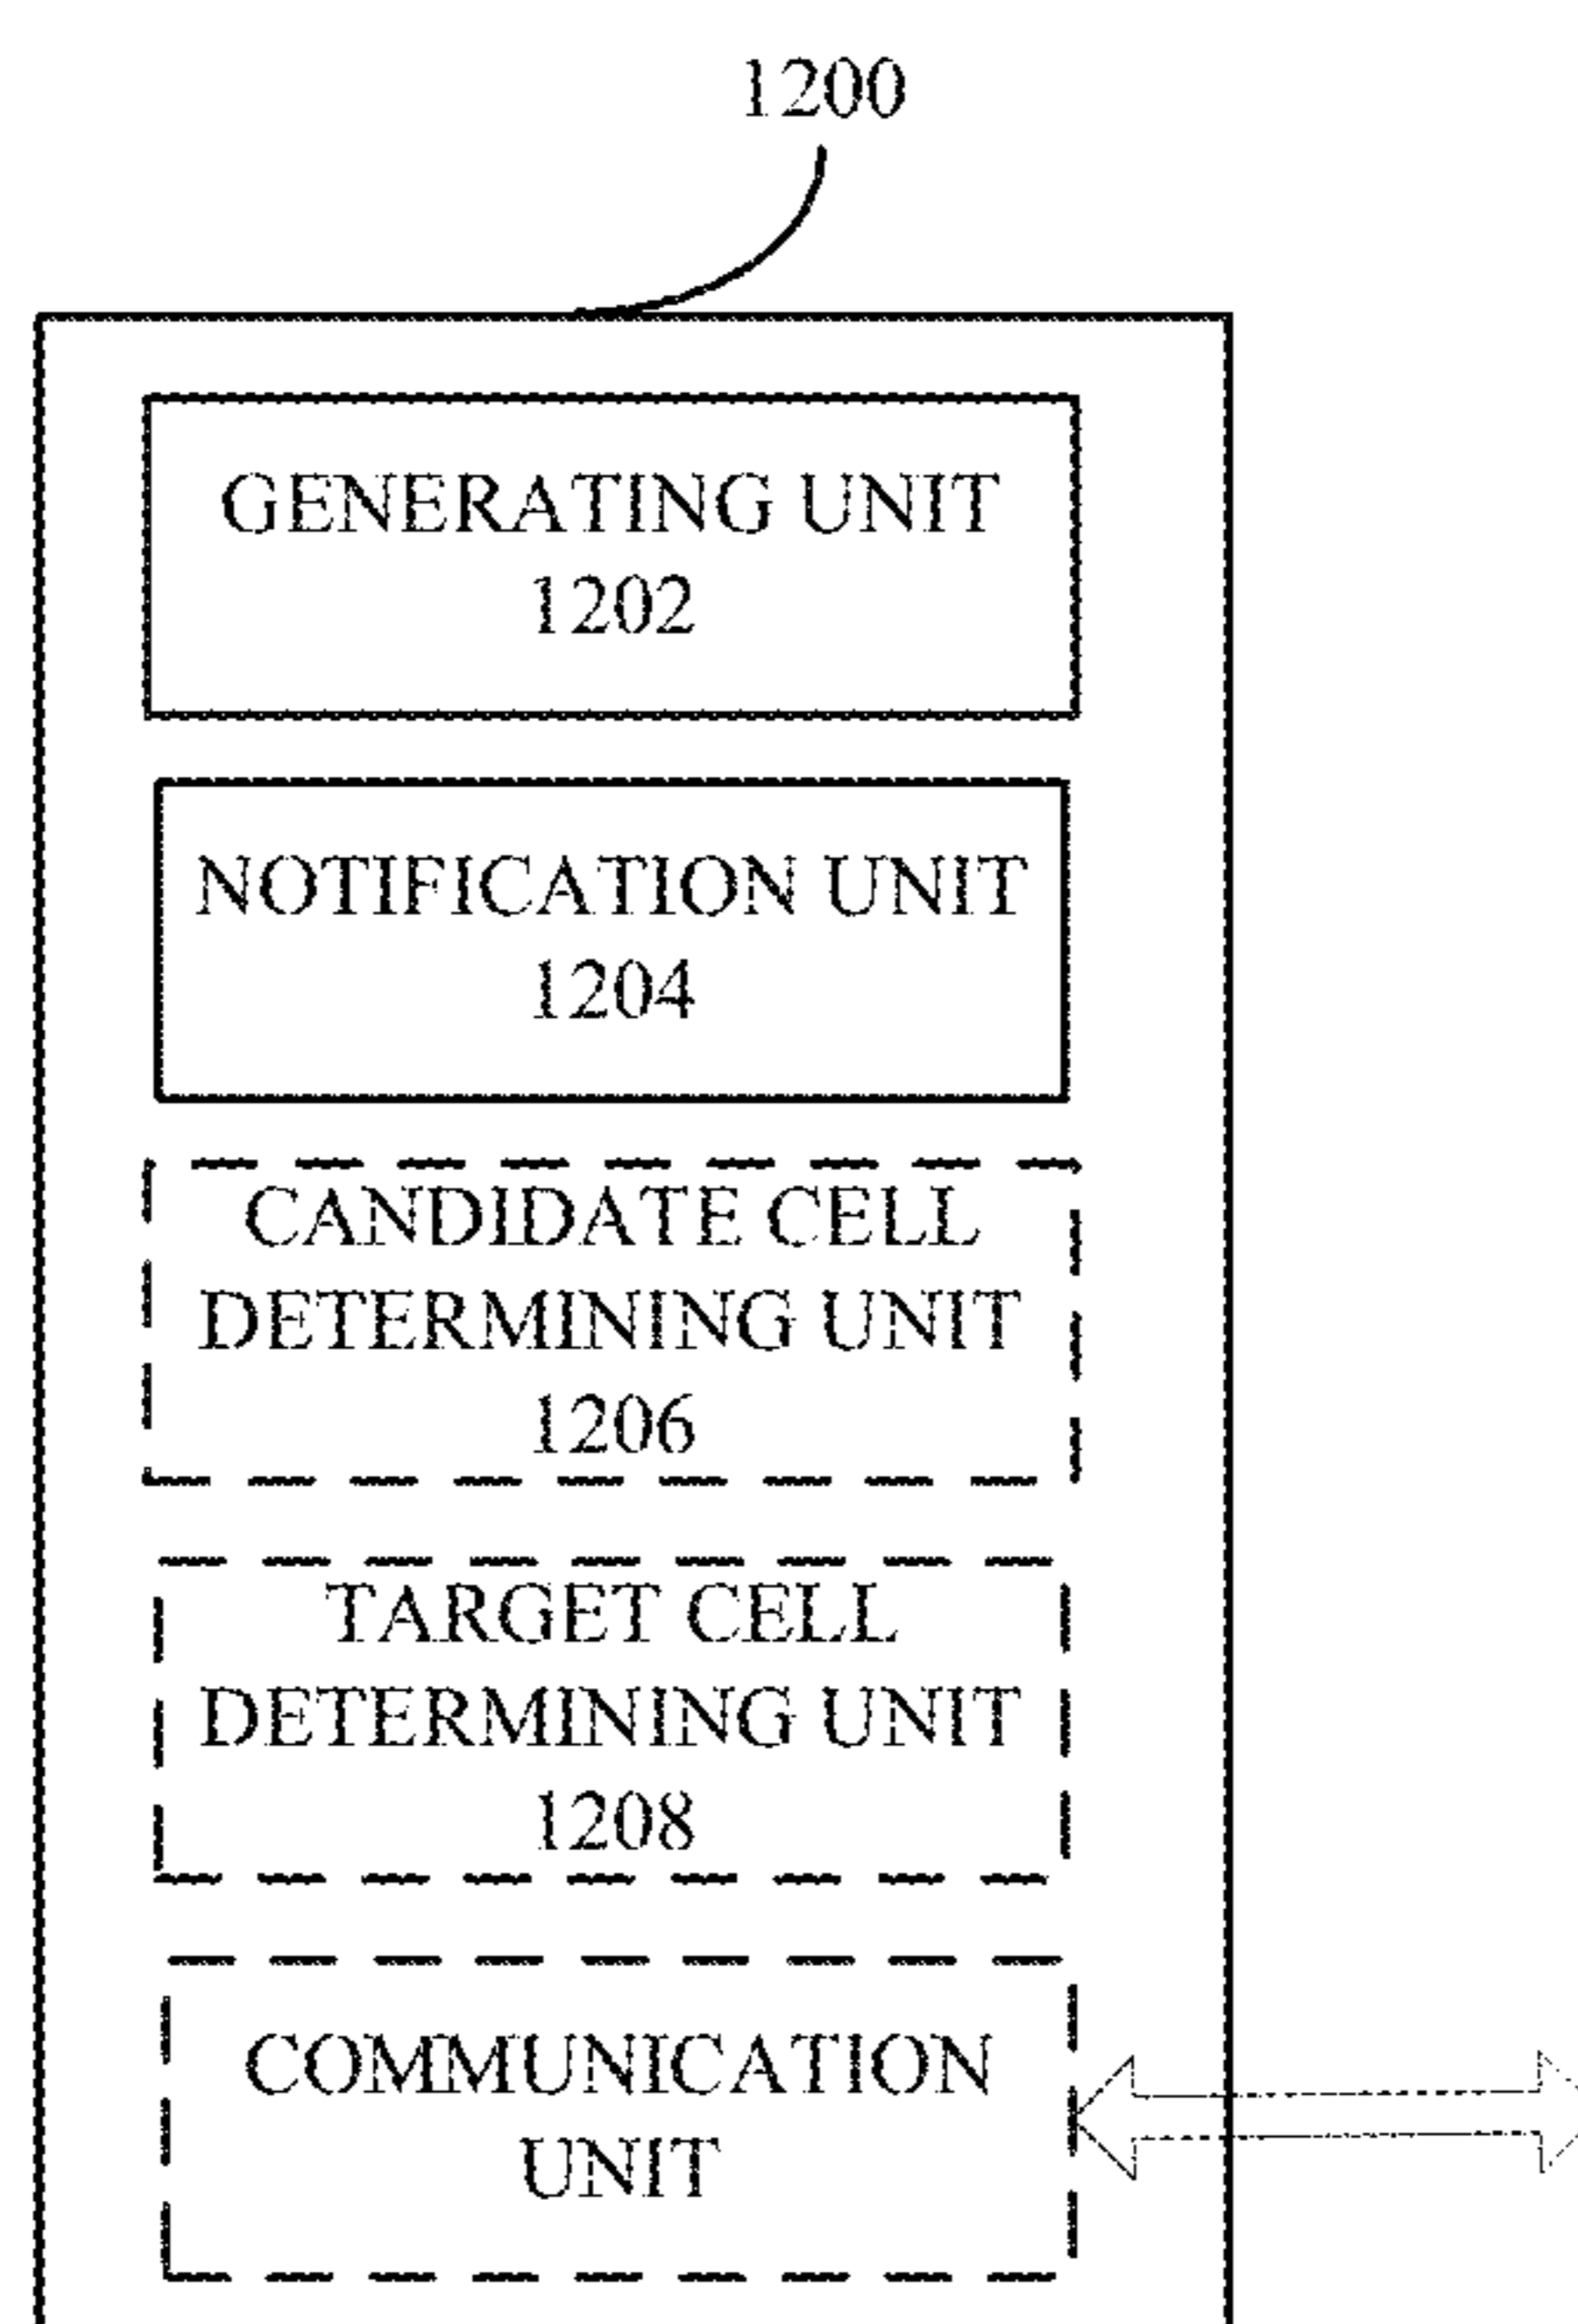 1200
GENERATING UNIT
1202
NOTIFICATION UNIT
1204
CANDIDATE CELL
DETERMINING UNIT
1206
TARGET CELL
DETERMINING UNIT
1208
COMMUNICATION
UNIT